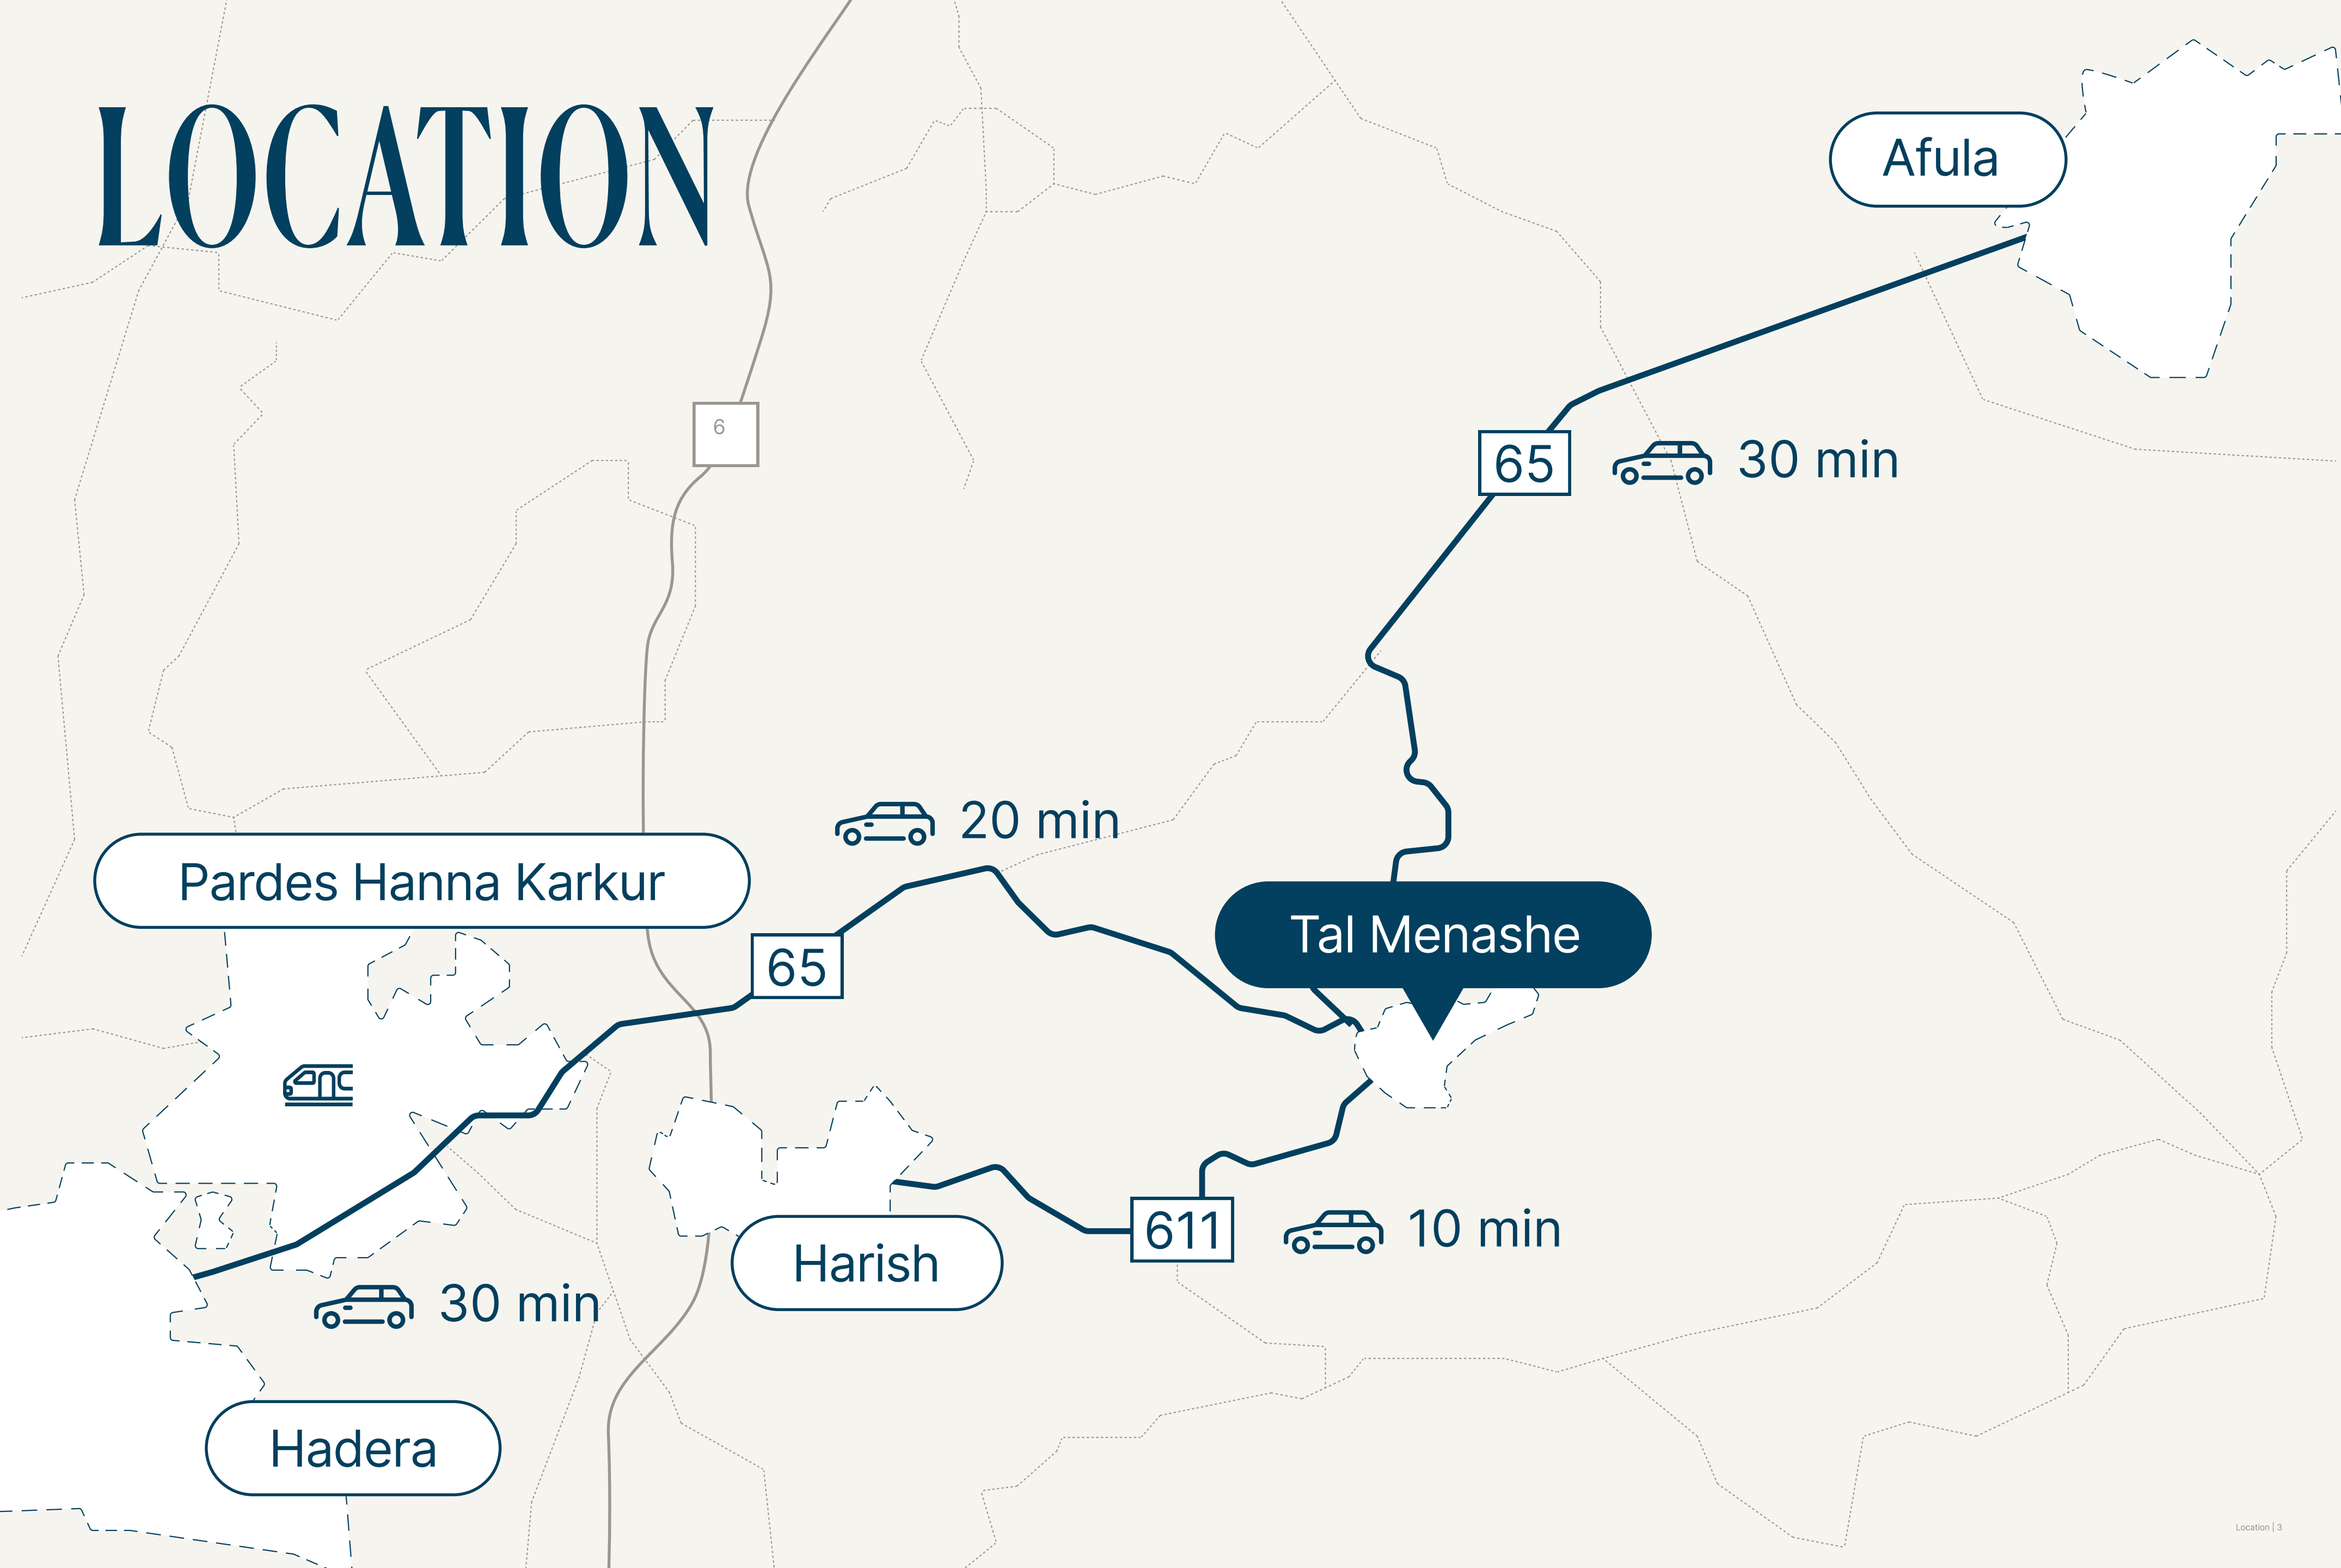 LOCATION
Afula
6
65
30 min
20 min
Pardes Hanna Karkur
Tal Menashe
65
611
10 min
Harish
30 min
Hadera
Location | 3